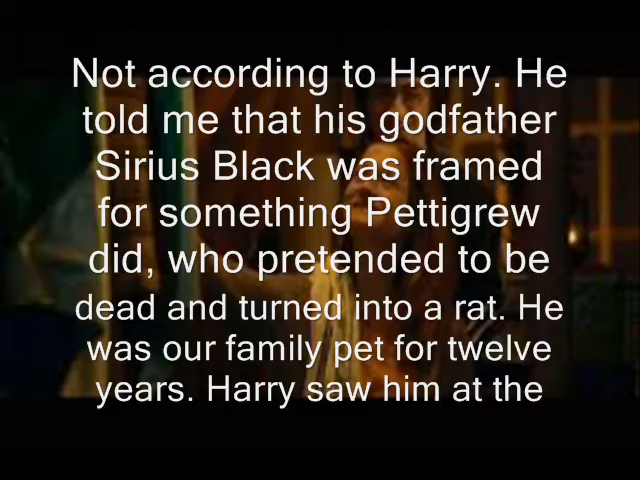 Not according to Harry. He
told me that his godfather
Sirius Black was framed
for something Pettigrew
did, who pretended to be
dead and turned into a rat. He
was our family pet for twelve
years. Harry saw him at the